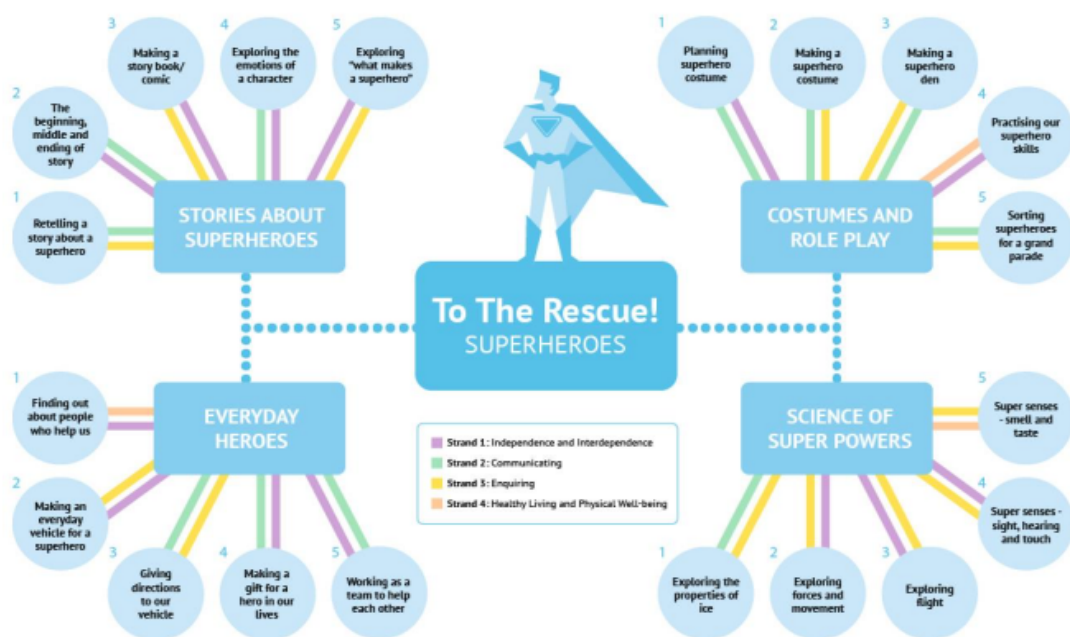 3
Making a
story book/
comic
4
Exploring the
emotions of
a character
5
Exploring
"what makes
a superhero"
2
The
beginning,
middle and
ending of
story
1
Retelling a
story about a
superhero
STORIES ABOUT
SUPERHEROES
1
Planning
superhero
costume
2
Making a
superhero
costume
3
Making a
superhero
den
4
Practising our
superhero
skills
5
Sorting
superheroes
for a grand
parade
COSTUMES AND
ROLE PLAY
To The Rescue!
SUPERHEROES
1
Finding out
about people
who help us
2
Making an
everyday
vehicle for a
superhero
3
Giving
directions
to our
vehicle
4
Making a
gift for a
hero in our
lives
5
Working as a
team to help
each other
EVERYDAY
HEROES
Strand 1: Independence and Interdependence
Strand 2: Communicating
Strand 3: Enquiring
Strand 4: Healthy Living and Physical Well-being
SCIENCE OF
SUPER POWERS
5
Super senses
- smell and
taste
4
Super senses -
sight, hearing
and touch
1
Exploring the
properties of
ice
2
Exploring
forces and
movement
3
Exploring
flight